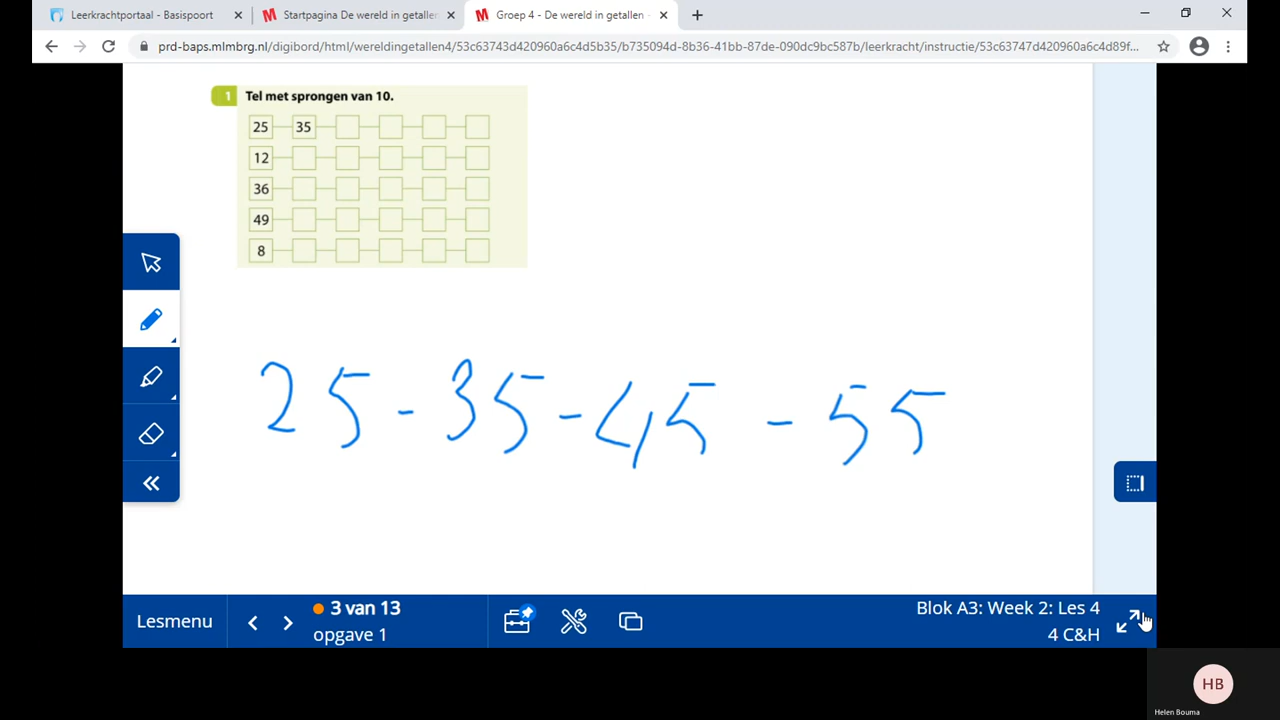 Leerkrachtportaal - Basispoort
Startpagina De wereld in getallen
Groep 4 - De wereld in getallen
prd-baps.mlmbrg.nl/digibord/html/wereldingetallen4/53c63743d420960a6c4d5b35/b735094d-8b36-41bb-87de-090dc9bc587b/leerkracht/instructie/53c63747d420960a6c4d89f...
1 Tel met sprongen van 10.
25 35
12
36
49
8
25 - 35 - 45 - 55
Lesmenu
3 van 13
opgave 1
Blok A3: Week 2: Les 4
4 C&H
HB
Helen Bouma